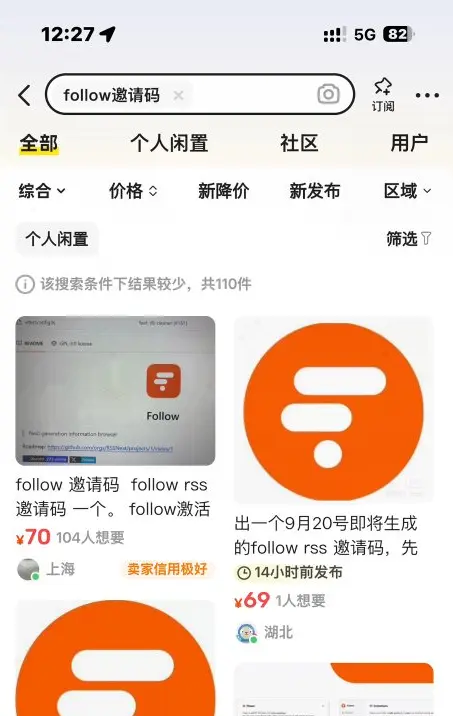 12:27
5G 82
follow邀请码 ×
订阅
全部 个人闲置 社区 用户
综合 价格 新降价 新发布 区域
个人闲置 筛选
该搜索条件下结果较少，共110件
README
Follow
Next generation information browser
follow 邀请码 follow rss
邀请码 一个。 follow激活
¥70 104人想要
上海 卖家信用极好
出一个9月20号即将生成
的follow rss 邀请码，先
14小时前发布
¥69 1人想要
湖北